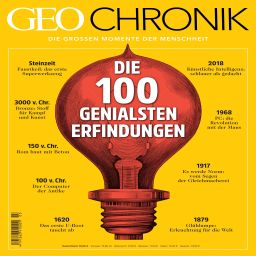 GEO CHRONIK
DIE GROSSEN MOMENTE DER MENSCHHEIT
Steinzeit
Faustkeil: das erste
Superwerkzeug
2018
Künstliche Intelligenz:
schlauer als gedacht
DIE
100
GENIALSTEN
ERFINDUNGEN
3000 v. Chr.
Bronze: Stoff für
Kampf
und Kunst
1968
PC: die
Revolution
mit der Maus
150 v. Chr.
Rom baut mit Beton
1917
Es werde Norm:
vom Segen
der Gleichmacherei
100 v. Chr.
Der Computer
der Antike
1620
Das erste U-Boot
taucht ab
1879
Glühlampe:
Erleuchtung für die Welt